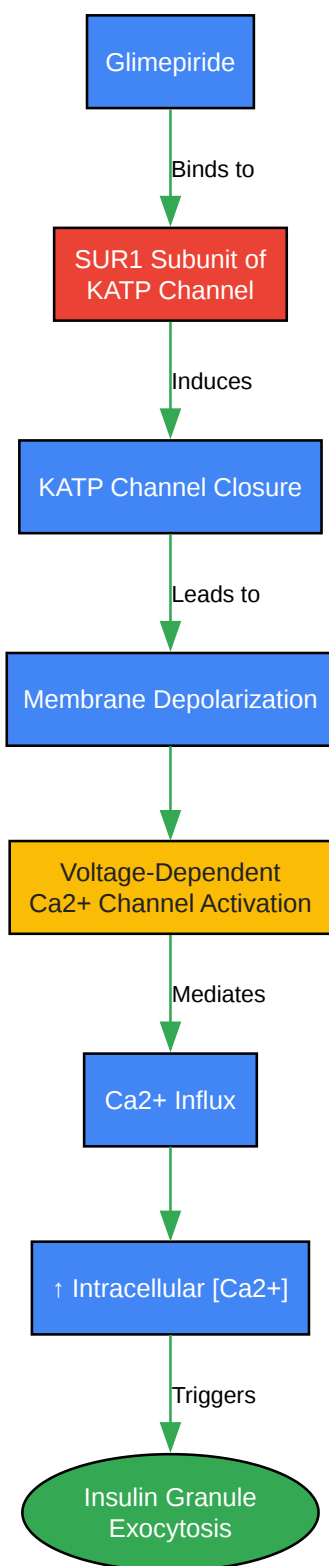 Glimepiride
Binds to
SUR1 Subunit of
KATP Channel
Induces
KATP Channel Closure
Leads to
Membrane Depolarization
Voltage-Dependent
Ca2+ Channel Activation
Mediates
Ca2+ Influx
↑ Intracellular [Ca2+]
Triggers
Insulin Granule
Exocytosis